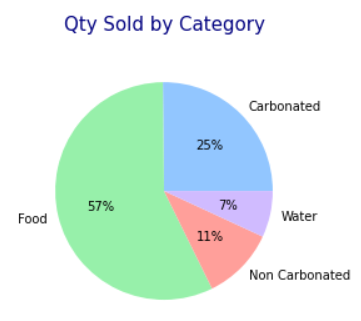 Qty Sold by Category
Carbonated
25%
Food
57%
7%
Water
11%
Non Carbonated